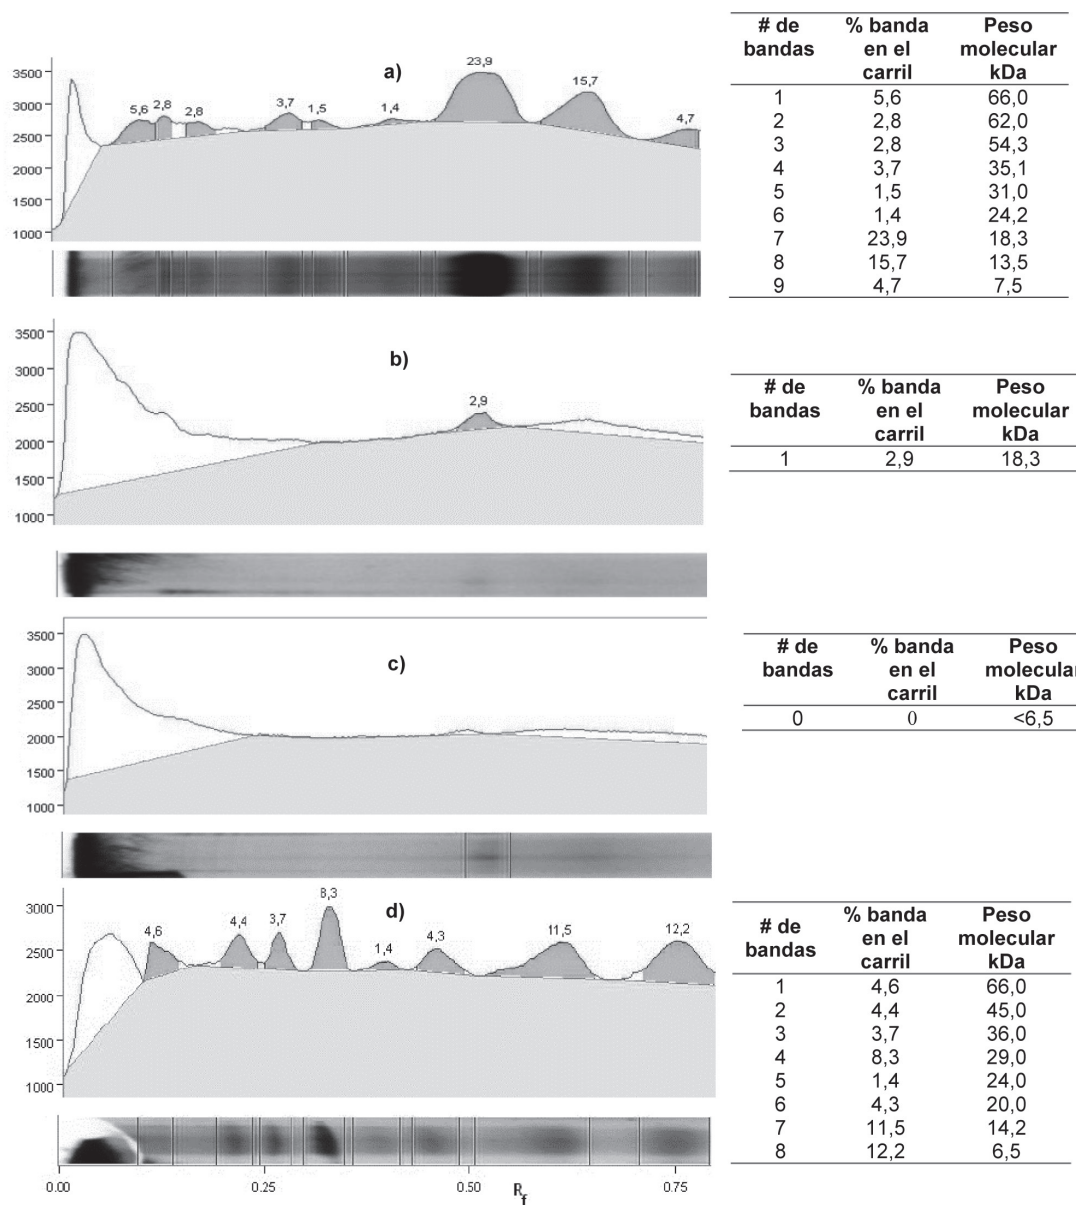 a)
3500
3000
2500
2000
1500
1000
5,6
2,8
2,8
3,7
1,5
1,4
23,9
15,7
4,7
# de bandas % banda en el carril Peso molecular kDa
1 5,6 66,0
2 2,8 62,0
3 2,8 54,3
4 3,7 35,1
5 1,5 31,0
6 1,4 24,2
7 23,9 18,3
8 15,7 13,5
9 4,7 7,5
b)
3500
3000
2500
2000
1500
1000
2,9
# de bandas % banda en el carril Peso molecular kDa
1 2,9 18,3
c)
3500
3000
2500
2000
1500
1000
# de bandas % banda en el carril Peso molecular kDa
0 0 <6,5
d)
3000
2500
2000
1500
1000
4,6
4,4
3,7
8,3
1,4
4,3
11,5
12,2
# de bandas % banda en el carril Peso molecular kDa
1 4,6 66,0
2 4,4 45,0
3 3,7 36,0
4 8,3 29,0
5 1,4 24,0
6 4,3 20,0
7 11,5 14,2
8 12,2 6,5
0.00 0.25 0.50 Rf 0.75